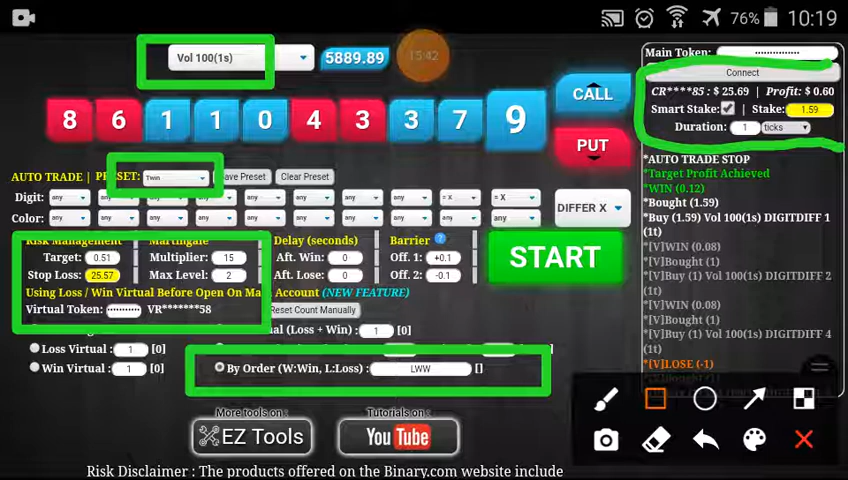 76% 10:19
Vol 100(1s) 5889.89 15:42
Main Token: ••••••••••••••
Connect
CR****85 : $ 25.69 | Profit: $ 0.60
Smart Stake: | Stake: 1.59
Duration: 1 ticks
8 6 1 1 0 4 3 3 7 9
CALL
PUT
AUTO TRADE | PRESET: Twin ave Preset Clear Preset
Digit: any any any any any any any any = X = X
Color: any any any any any any any any any any
DIFFER X
Risk Management Martingale Delay (seconds) Barrier ?
Target: 0.51 Multiplier: 15 Aft. Win: 0 Off. 1: +0.1
Stop Loss: 25.57 Max Level: 2 Aft. Loss: 0 Off. 2: -0.1
START
Using Loss / Win Virtual Before Open On Ma Account (NEW FEATURE)
Virtual Token: •••••••••• VR*******58 Reset Count Manually
ual (Loss + Win) 1 [0]
Loss Virtual : 1 [0]
Win Virtual : 1 [0] By Order (W:Win, L:Loss) : LWW []
*AUTO TRADE STOP
*Target Profit Achieved
*WIN (0.12)
*Bought (1.59)
*Buy (1.59) Vol 100(1s) DIGITDIFF 1
(1t)
*[V]WIN (0.08)
*[V]Bought (1)
*[V]Buy (1) Vol 100(1s) DIGITDIFF 2
(1t)
*[V]WIN (0.08)
*[V]Bought (1)
*[V]Buy (1) Vol 100(1s) DIGITDIFF 4
(1t)
*[V]LOSE (-1)
More tools on : Tutorials on :
EZ Tools YouTube
Risk Disclaimer : The products offered on the Binary.com website include